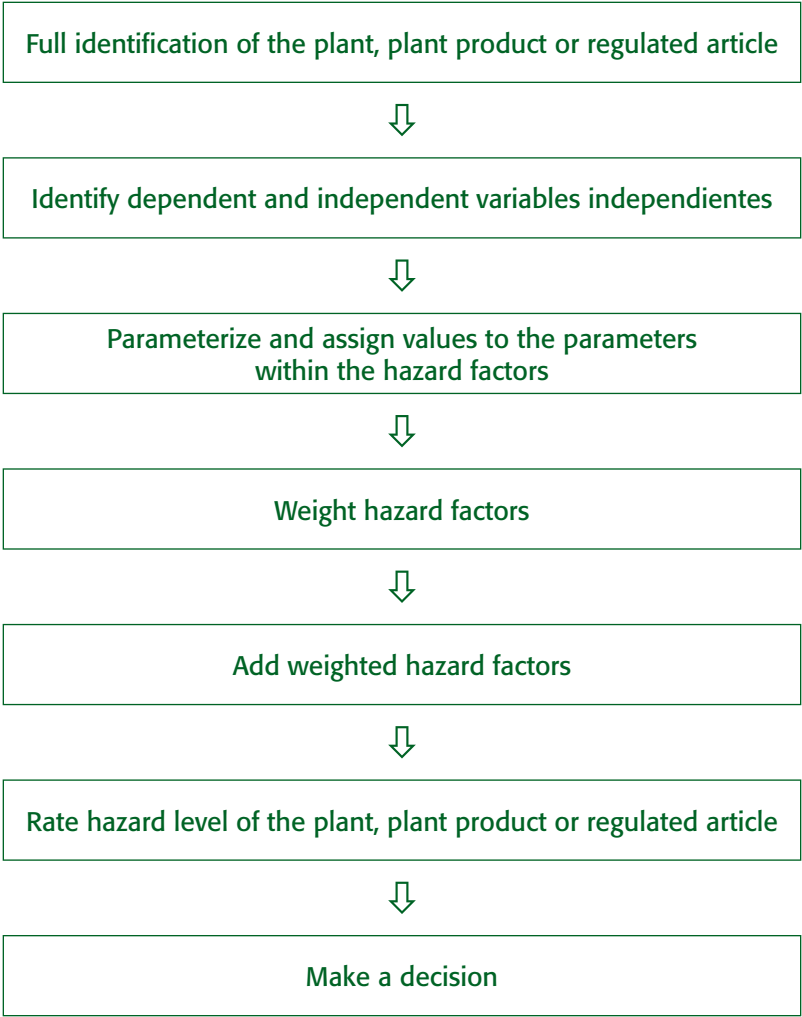 Full identification of the plant, plant product or regulated article
Identify dependent and independent variables independientes
Parameterize and assign values to the parameters
within the hazard factors
Weight hazard factors
Add weighted hazard factors
Rate hazard level of the plant, plant product or regulated article
Make a decision